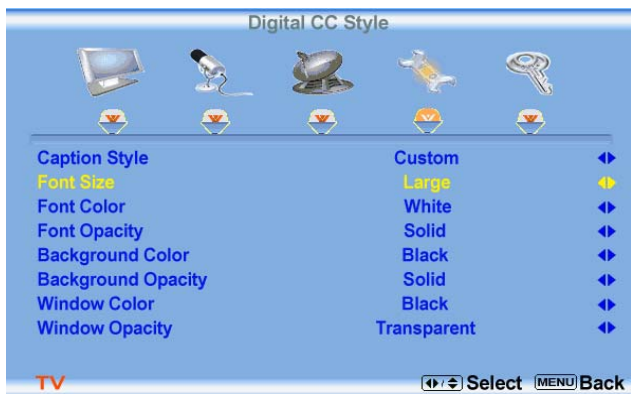 Digital CC Style
Caption Style Custom
Font Size Large
Font Color White
Font Opacity Solid
Background Color Black
Background Opacity Solid
Window Color Black
Window Opacity Transparent
TV Select MENU Back